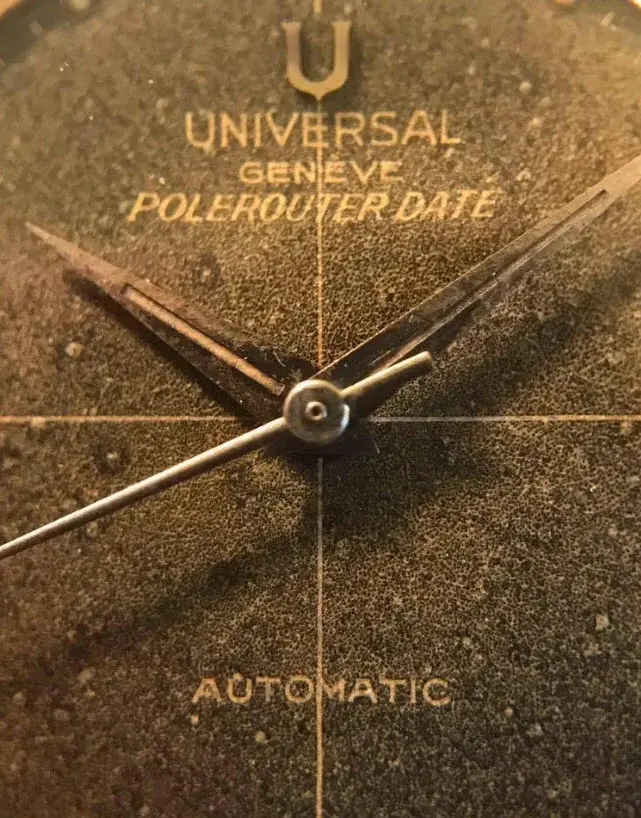 U
UNIVERSAL
GENEVE
POLEROUTER DATE
AUTOMATIC